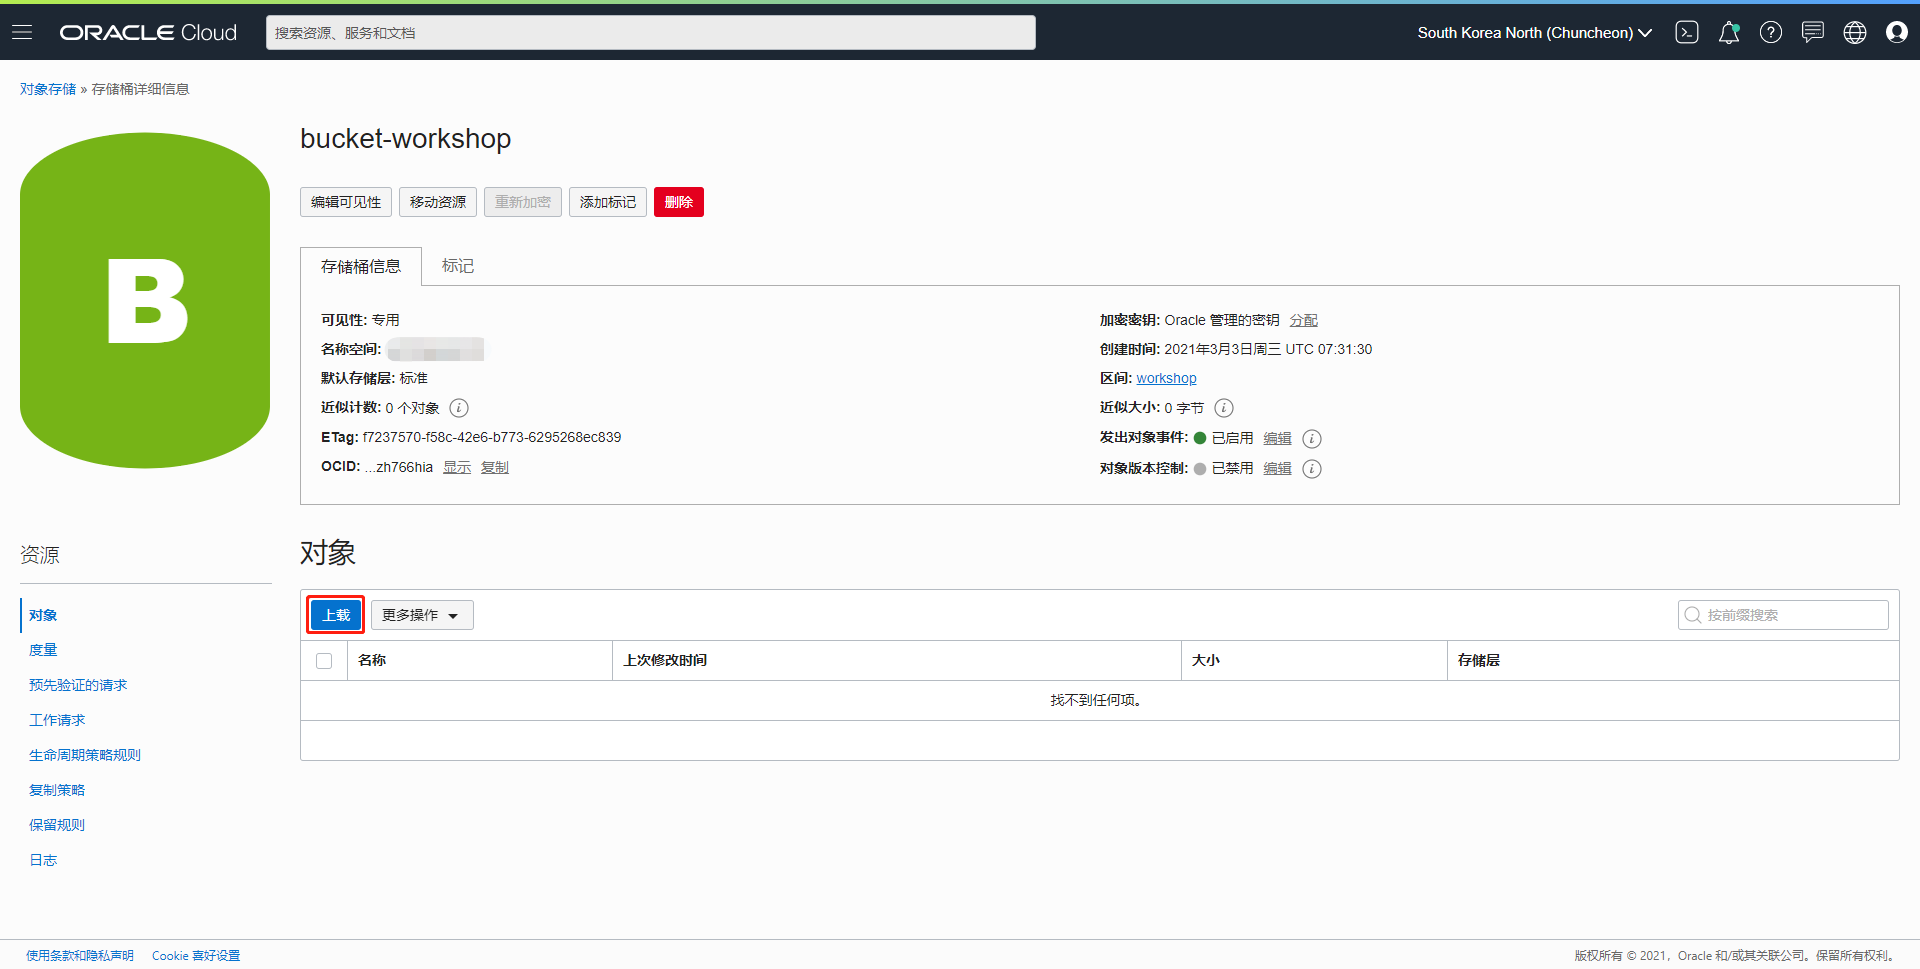 ORACLE Cloud
搜索资源、服务和文档
South Korea North (Chuncheon)
对象存储 » 存储桶详细信息
B
bucket-workshop
编辑可见性 移动资源 重新加密 添加标记 删除
存储桶信息 标记
可见性: 专用
名称空间:
默认存储层: 标准
近似计数: 0 个对象
ETag: f7237570-f58c-42e6-b773-6295268ec839
OCID: ...zh766hia 显示 复制
加密密钥: Oracle 管理的密钥 分配
创建时间: 2021年3月3日周三 UTC 07:31:30
区间: workshop
近似大小: 0 字节
发出对象事件: 已启用 编辑
对象版本控制: 已禁用 编辑
资源
对象
度量
预先验证的请求
工作请求
生命周期策略规则
复制策略
保留规则
日志
对象
上载 更多操作
按前缀搜索
名称 上次修改时间 大小 存储层
找不到任何项。
使用条款和隐私声明 Cookie 喜好设置
版权所有 © 2021，Oracle 和/或其关联公司。保留所有权利。